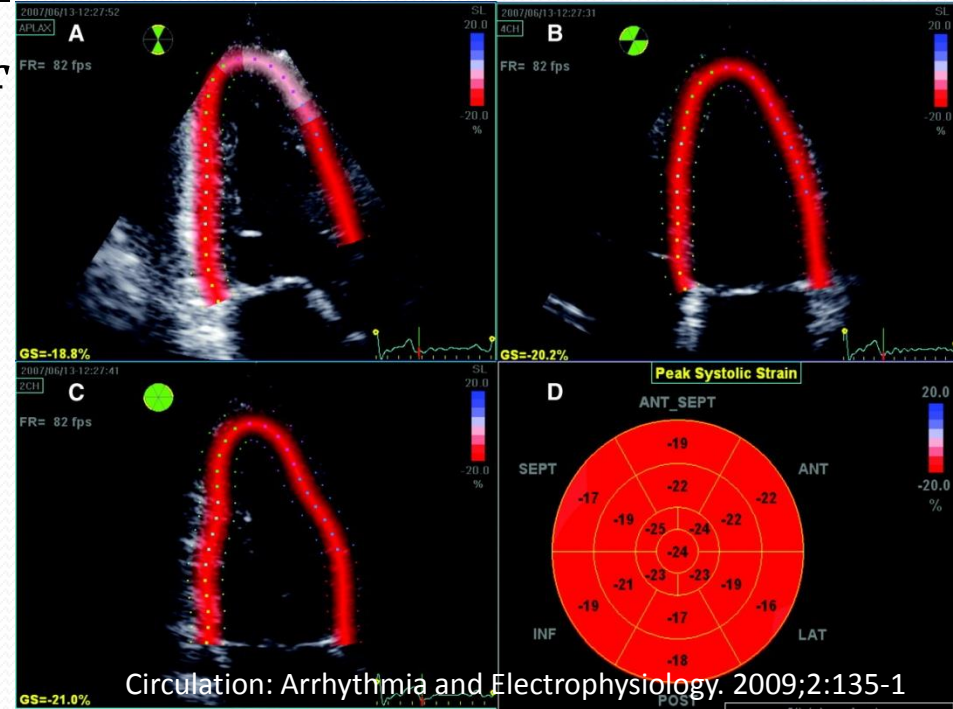 2007/06/13-12:27:52
APLAX
A
FR= 82 fps
SL
20.0
-20.0
%
GS=-18.8%
2007/06/13-12:27:31
4CH
B
FR= 82 fps
SL
20.0
-20.0
%
GS=-20.2%
2007/06/13-12:27:41
2CH
C
FR= 82 fps
SL
20.0
-20.0
%
GS=-21.0%
Peak Systolic Strain
D
20.0
-20.0
%
ANT_SEPT
SEPT
ANT
-19
-17
-22
-22
-19
-22
-25
-24
-24
-23
-23
-21
-19
-19
-17
-16
-18
INF
LAT
POST
Circulation: Arrhythmia and Electrophysiology. 2009;2:135-1